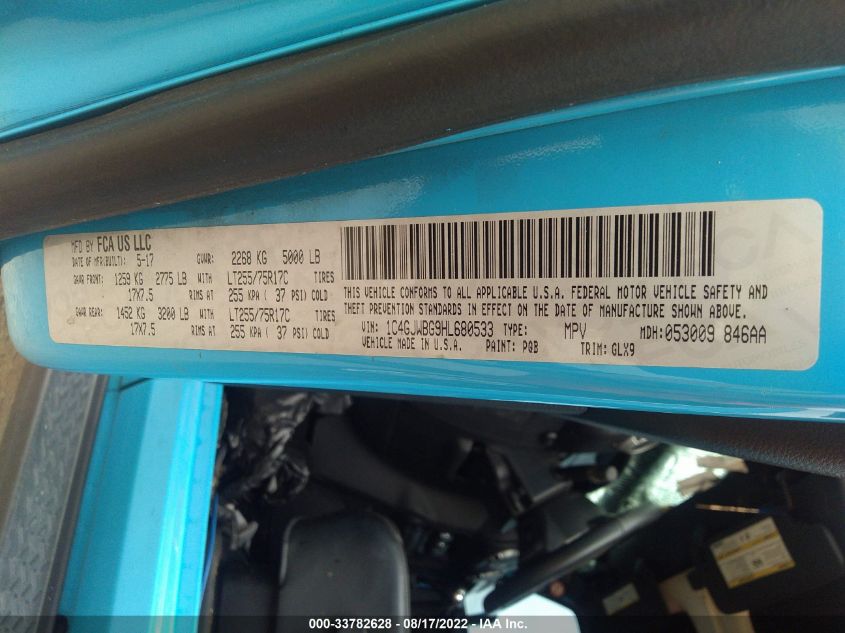 MFD BY FCA US LLC
DATE OF MFR(BUILT): 5-17 GVWR: 2268 KG 5000 LB
GAWR FRONT: 1259 KG 2775 LB WITH LT255/75R17C TIRES
17X7.5 RIMS AT 255 KPA ( 37 PSI) COLD
GAWR REAR: 1452 KG 3200 LB WITH LT255/75R17C TIRES
17X7.5 RIMS AT 255 KPA ( 37 PSI) COLD
THIS VEHICLE CONFORMS TO ALL APPLICABLE U.S.A. FEDERAL MOTOR VEHICLE SAFETY AND
THEFT PREVENTION STANDARDS IN EFFECT ON THE DATE OF MANUFACTURE SHOWN ABOVE.
VIN: 1C4GJWBG9HL680533 TYPE: MPV MDH: 053009 846AA
VEHICLE MADE IN U.S.A. PAINT: PQB TRIM: GLX9
000-33782628 - 08/17/2022 - IAA Inc.